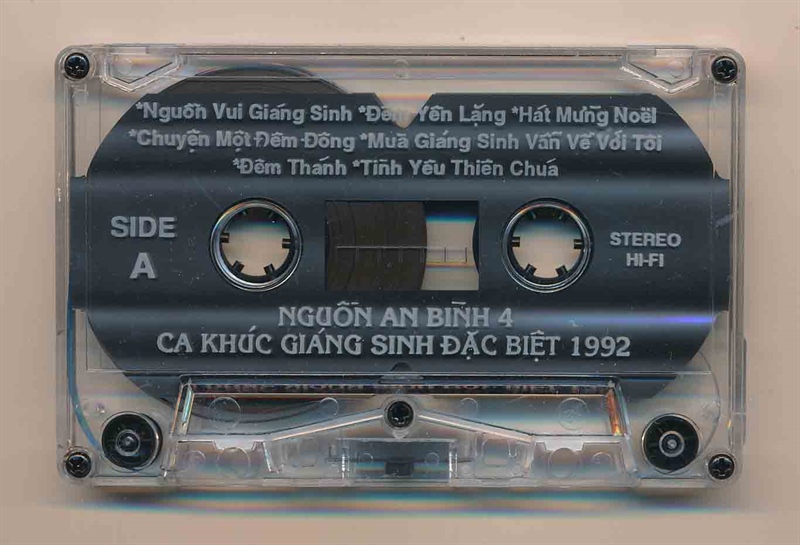 *Nguồn Vui Giáng Sinh *Đêm Yên Lặng *Hát Mừng Noël
*Chuyện Một Đêm Đông *Mùa Giáng Sinh Vẫn Về Với Tôi
*Đêm Thánh *Tình Yêu Thiên Chúa
SIDE
A
STEREO
HI-FI
NGUỒN AN BÌNH 4
CA KHÚC GIÁNG SINH ĐẶC BIỆT 1992